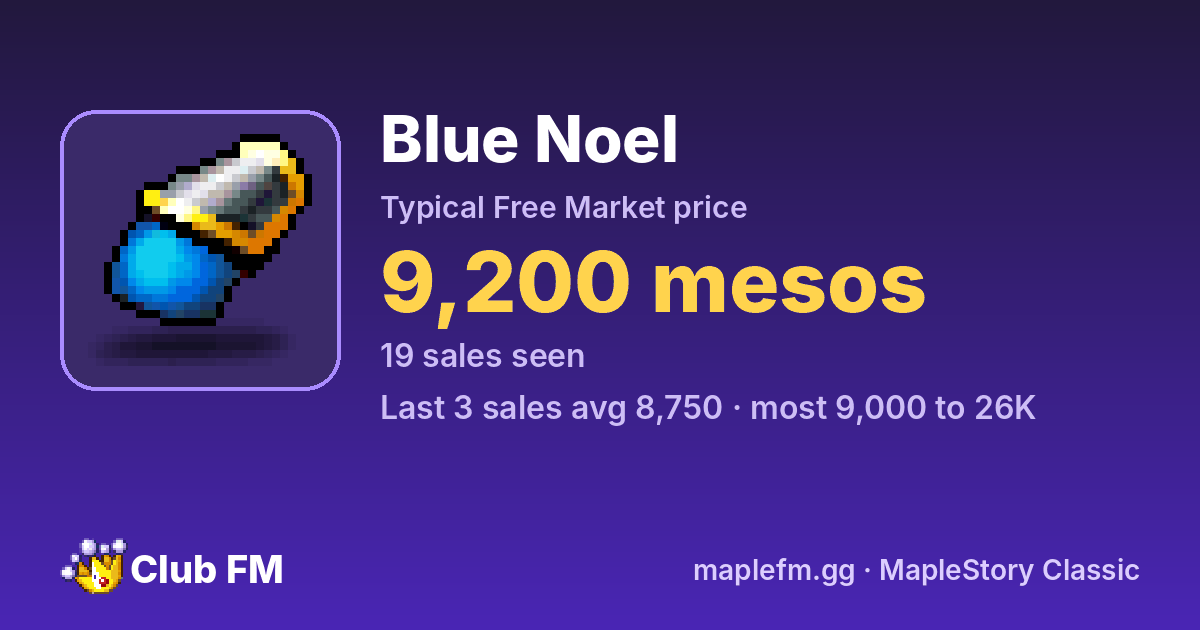 Blue Noel
Typical Free Market price
9,200 mesos
19 sales seen
Last 3 sales avg 8,750 · most 9,000 to 26K
Club FM
maplefm.gg · MapleStory Classic